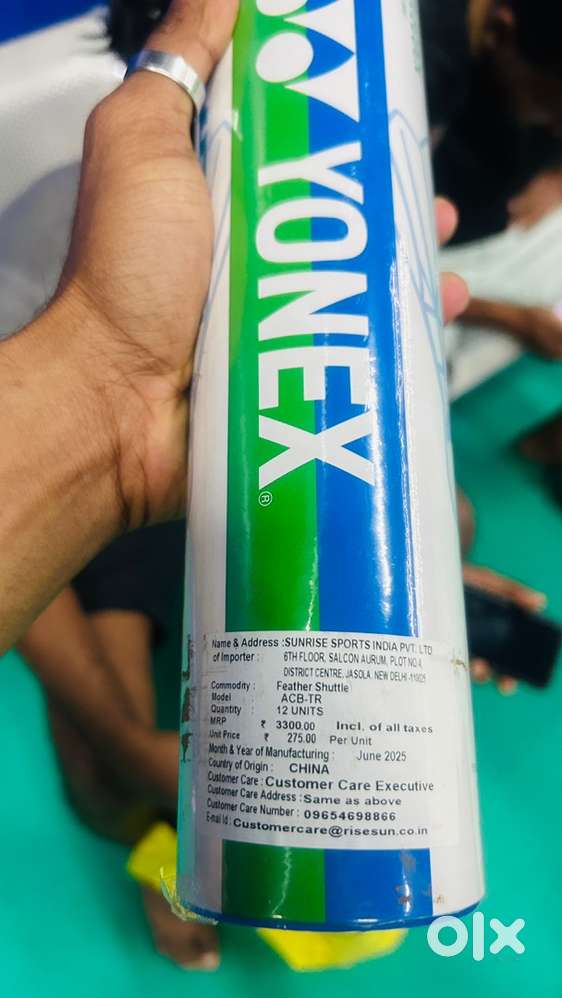 YONEX®
Name & Address :SUNRISE SPORTS INDIA PVT. LTD
of Importer : 6TH FLOOR, SALCON AURUM, PLOT NO.4,
DISTRICT CENTRE, JASOLA, NEW DELHI-110025
Commodity : Feather Shuttle
Model ACB-TR
Quantity : 12 UNITS
MRP ₹ 3300.00 Incl. of all taxes
Unit Price ₹ 275.00 Per Unit
Month & Year of Manufacturing : June 2025
Country of Origin : CHINA
Customer Care : Customer Care Executive
Customer Care Address : Same as above
Customer Care Number : 09654698866
E-mail Id : Customercare@risesun.co.in
olx